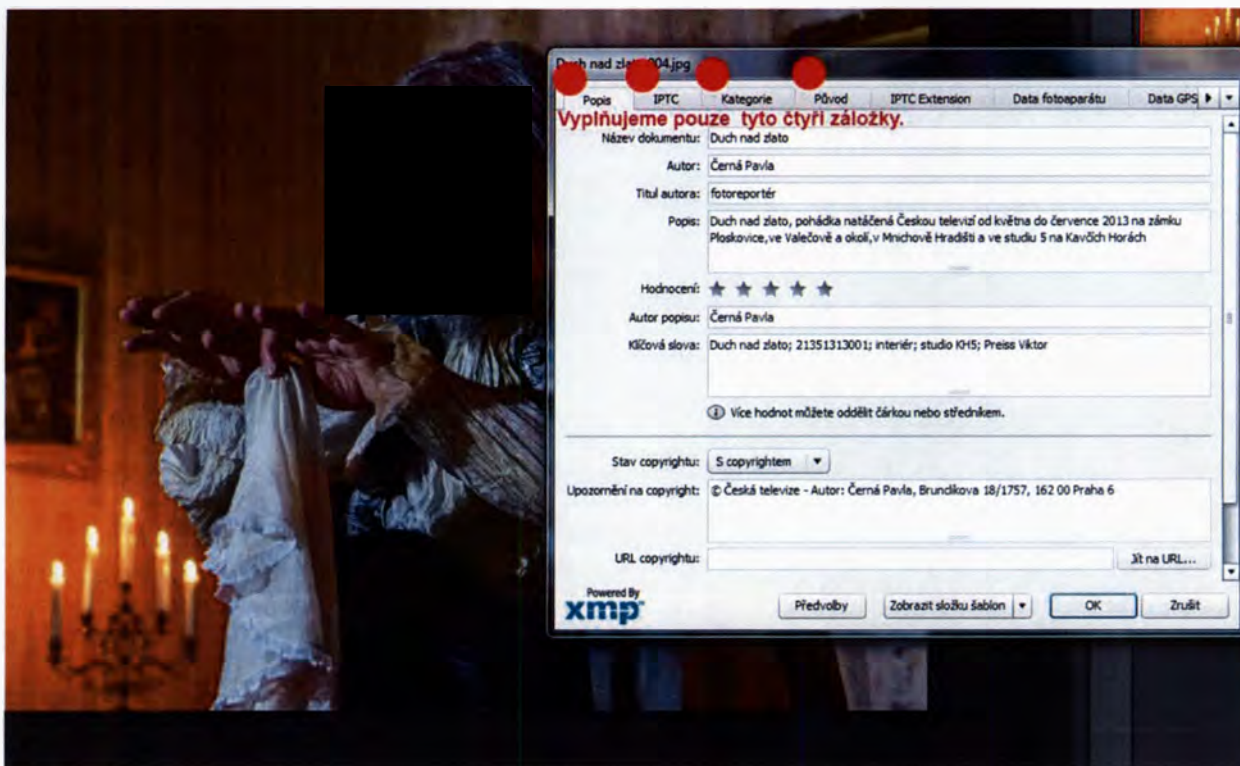 Duch nad zlato 004.jpg
Popis IPTC Kategorie Původ IPTC Extension Data fotoaparátu Data GPS
Vyplňujeme pouze tyto čtyři záložky.
Název dokumentu: Duch nad zlato
Autor: Černá Pavla
Titul autora: fotoreportér
Popis: Duch nad zlato, pohádka natáčená Českou televizí od května do července 2013 na zámku
Ploskovice,ve Valečově a okolí,v Mnichově Hradišti a ve studiu 5 na Kavčích Horách
Hodnocení:
Autor popisu: Černá Pavla
Klíčová slova: Duch nad zlato; 21351313001; interiér; studio KH5; Preiss Viktor
Více hodnot můžete oddělit čárkou nebo středníkem.
Stav copyrightu: S copyrightem
Upozornění na copyright: © Česká televize - Autor: Černá Pavla, Brunclíkova 18/1757, 162 00 Praha 6
URL copyrightu: Jít na URL...
Powered By
xmp Předvolby Zobrazit složku šablon OK Zrušit